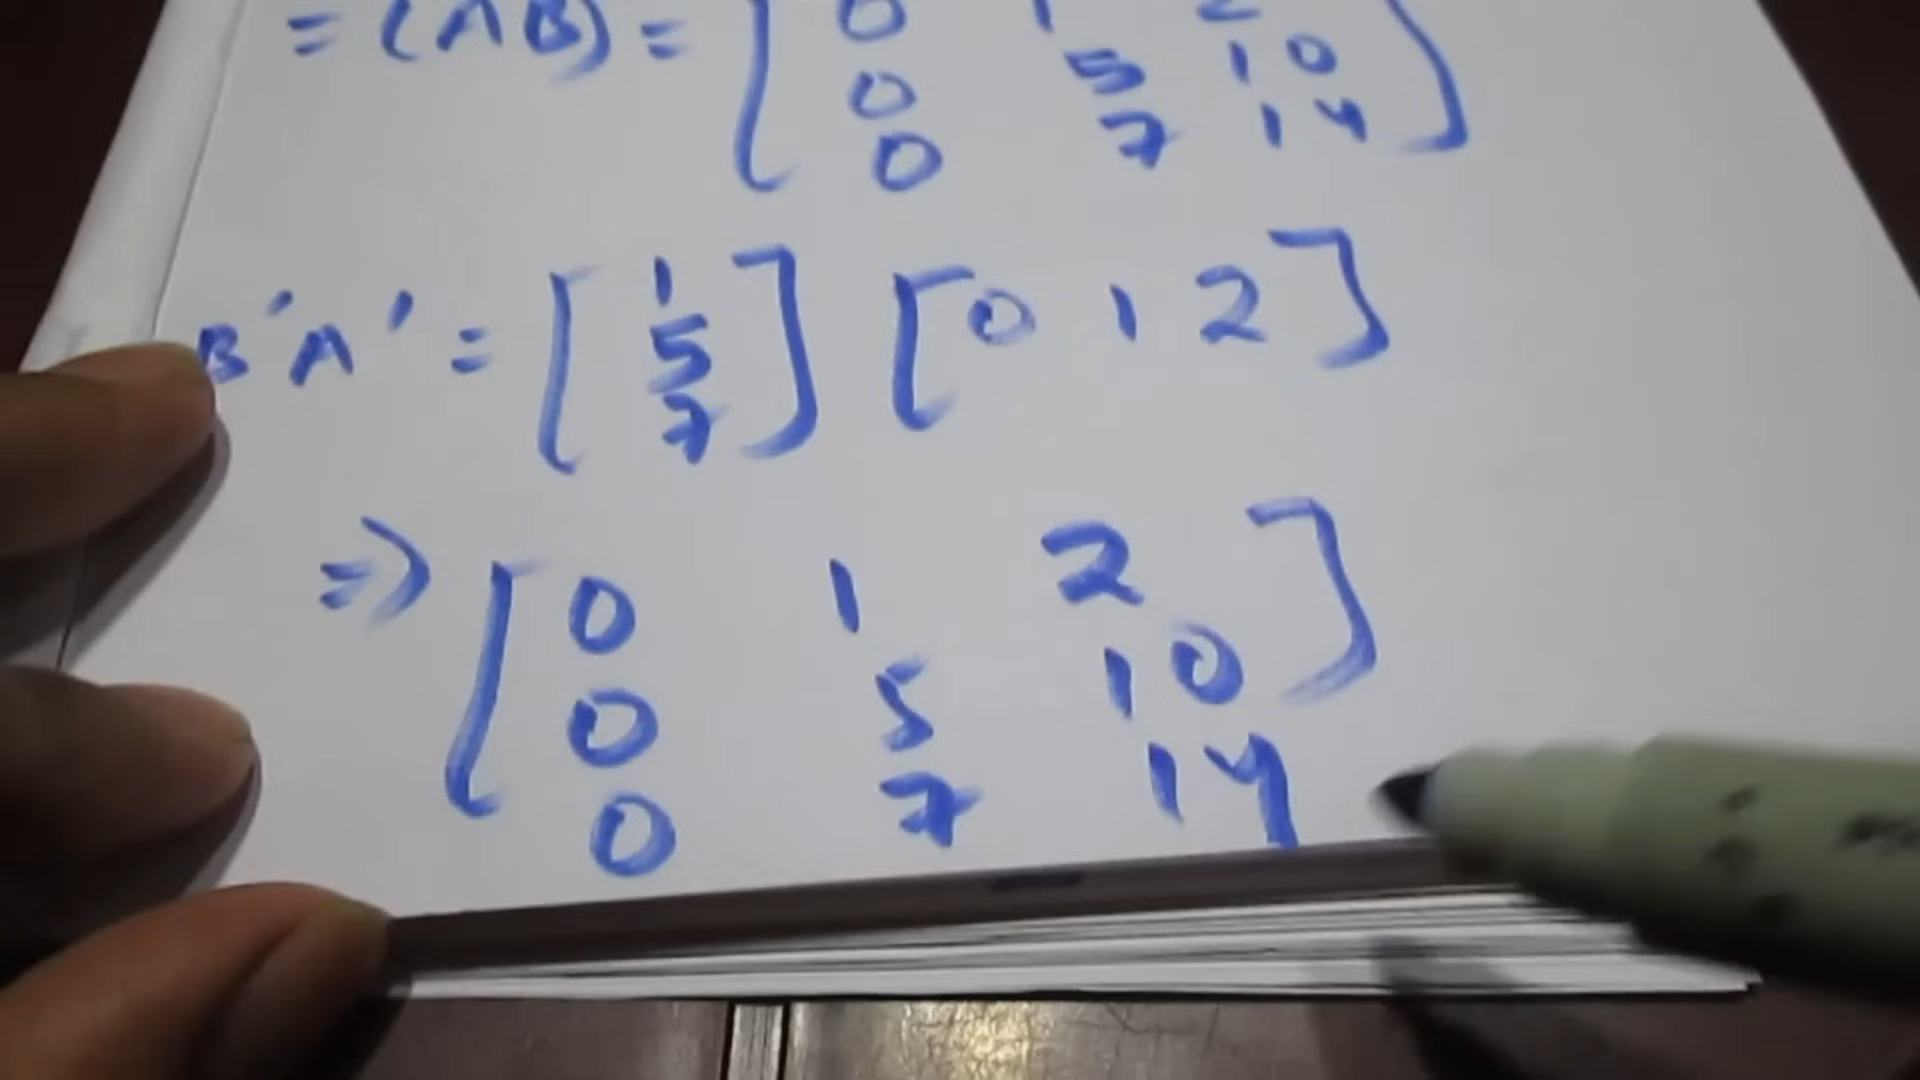 = (AB) = [ 0 1 2
0 5 10
0 7 14 ]
B'A' = [ 1
5
7 ] [ 0 1 2 ]
=> [ 0 1 2
0 5 10
0 7 14 ]